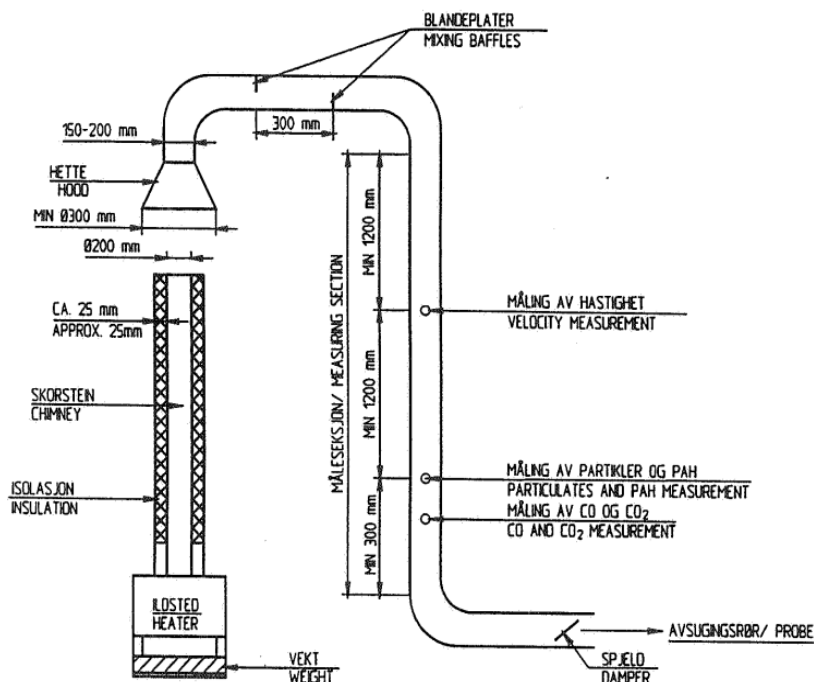 BLANDEPLATER
MIXING BAFFLES
300 mm
150-200 mm
HETTE
HOOD
MIN Ø300 mm
Ø200 mm
CA. 25 mm
APPROX. 25mm
SKORSTEIN
CHIMNEY
ISOLASJON
INSULATION
ILDSTED
HEATER
VEKT
WEIGHT
MÅLESEKSJON/ MEASURING SECTION
MIN 1200 mm
MIN 1200 mm
MIN 300 mm
MÅLING AV HASTIGHET
VELOCITY MEASUREMENT
MÅLING AV PARTIKLER OG PAH
PARTICULATES AND PAH MEASUREMENT
MÅLING AV CO OG CO₂
CO AND CO₂ MEASUREMENT
AVSUGINGSRØR/ PROBE
SPJELD
DAMPER